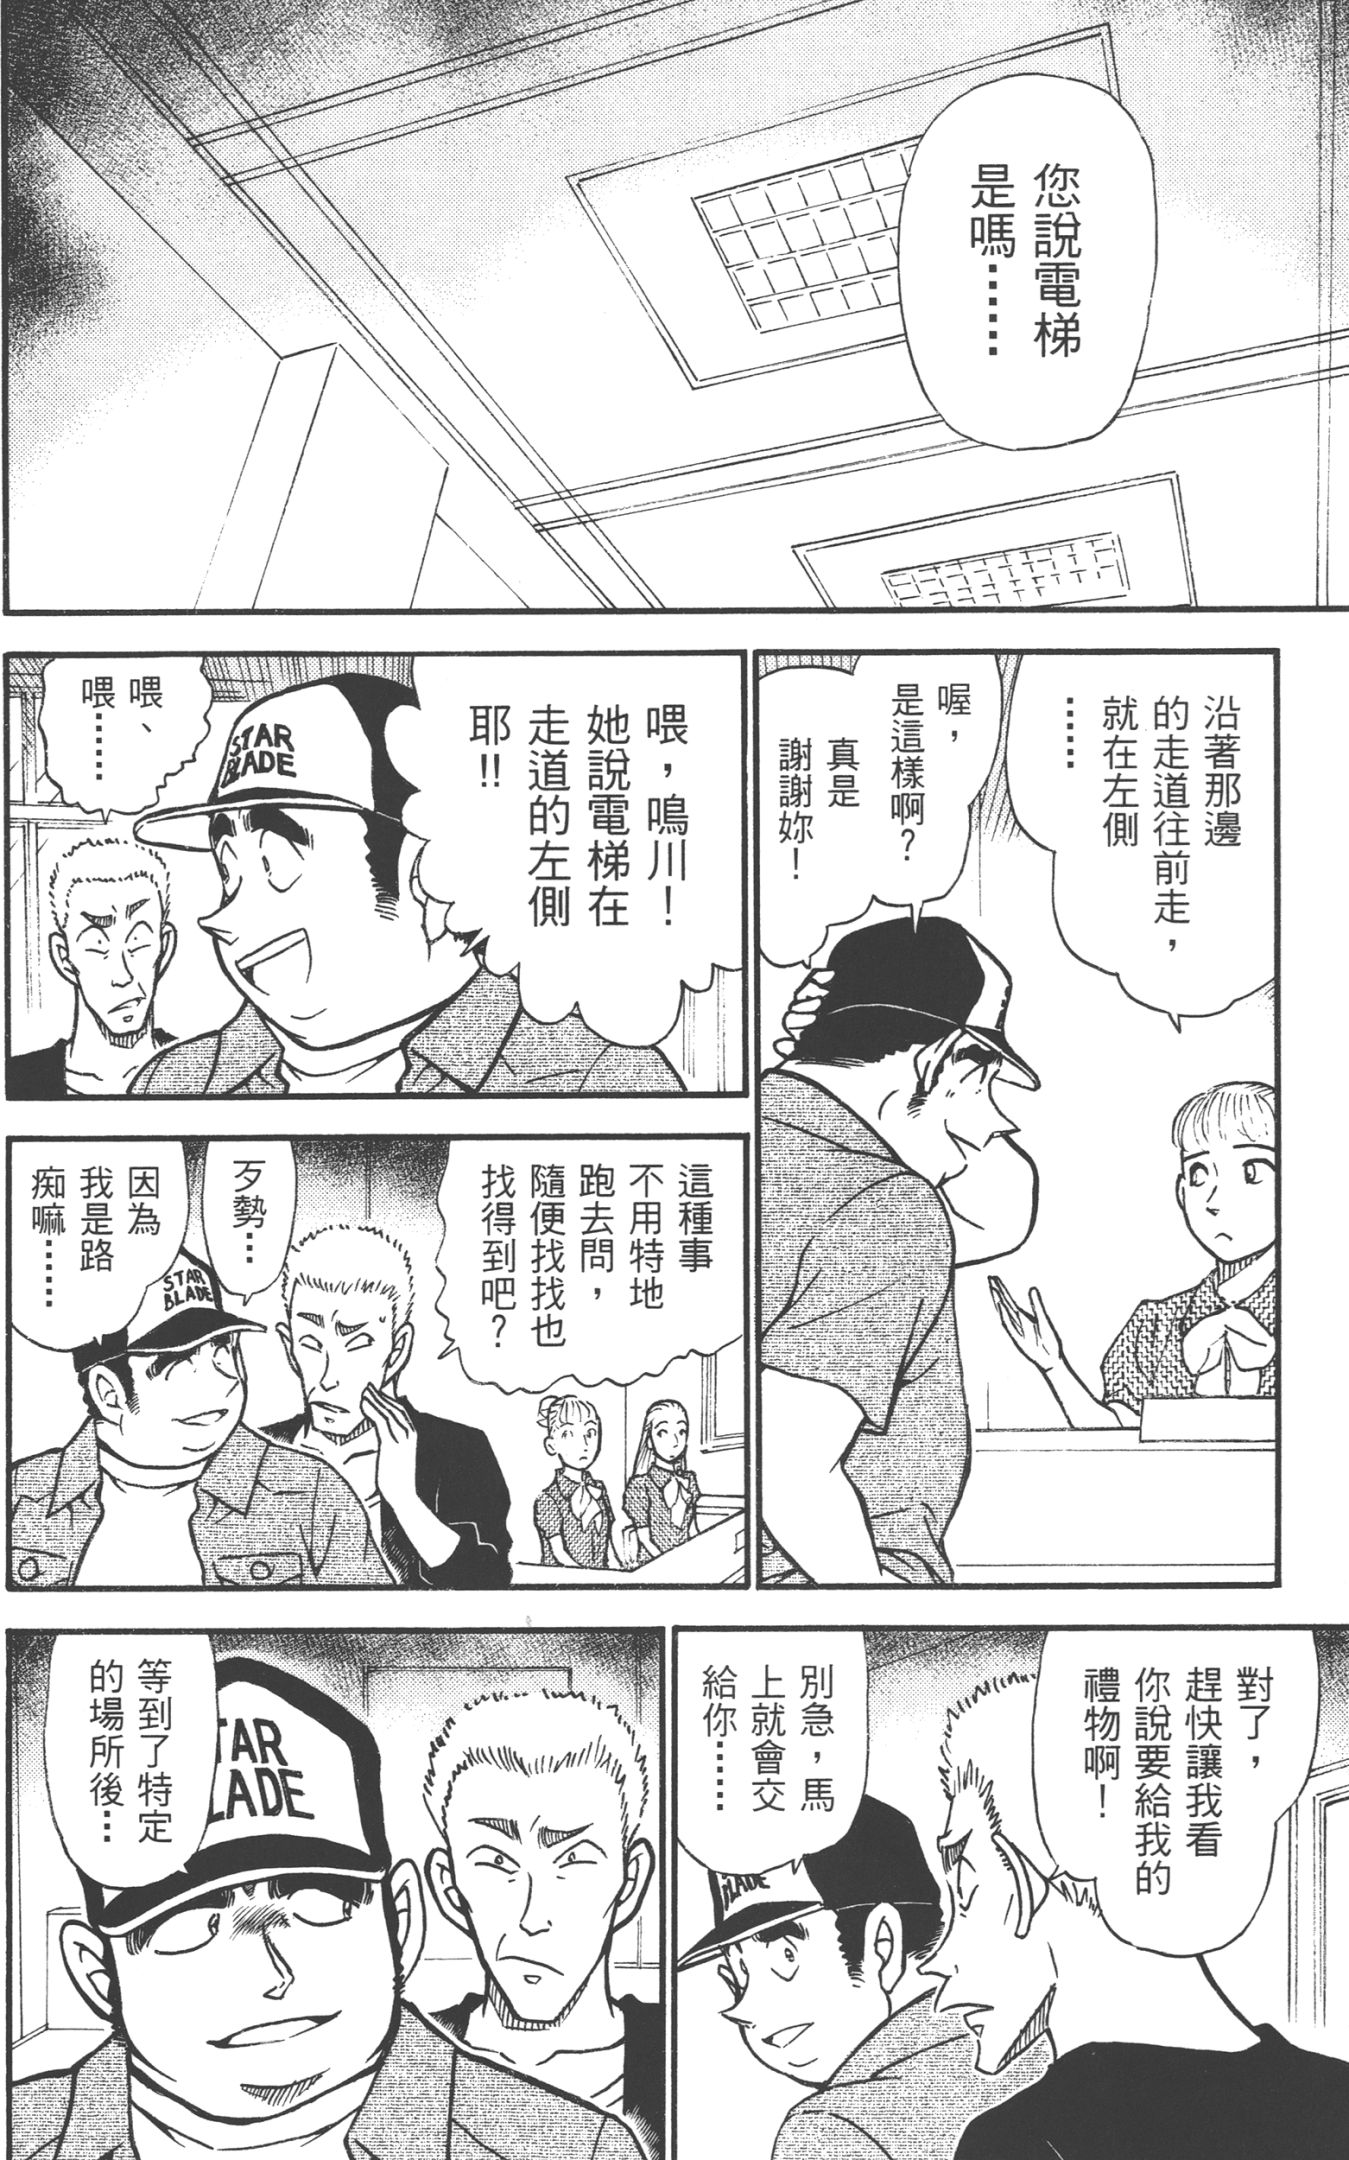 您說電梯
是嗎……
沿著那邊
的走道往前走，
就在左側
……
喔，
是這樣啊？
真是
謝謝妳！
喂，鳴川！
她說電梯在
走道的左側
耶！！
喂、
喂……
STAR
BLADE
這種事
不用特地
跑去問，
隨便找找也
找得到吧？
歹勢…
因為
我是路
痴嘛……
STAR
BLADE
對了，
趕快讓我看
你說要給我的
禮物啊！
別急，馬
上就會交
給你……
BLADE
等到了特定
的場所後…
STAR
BLADE